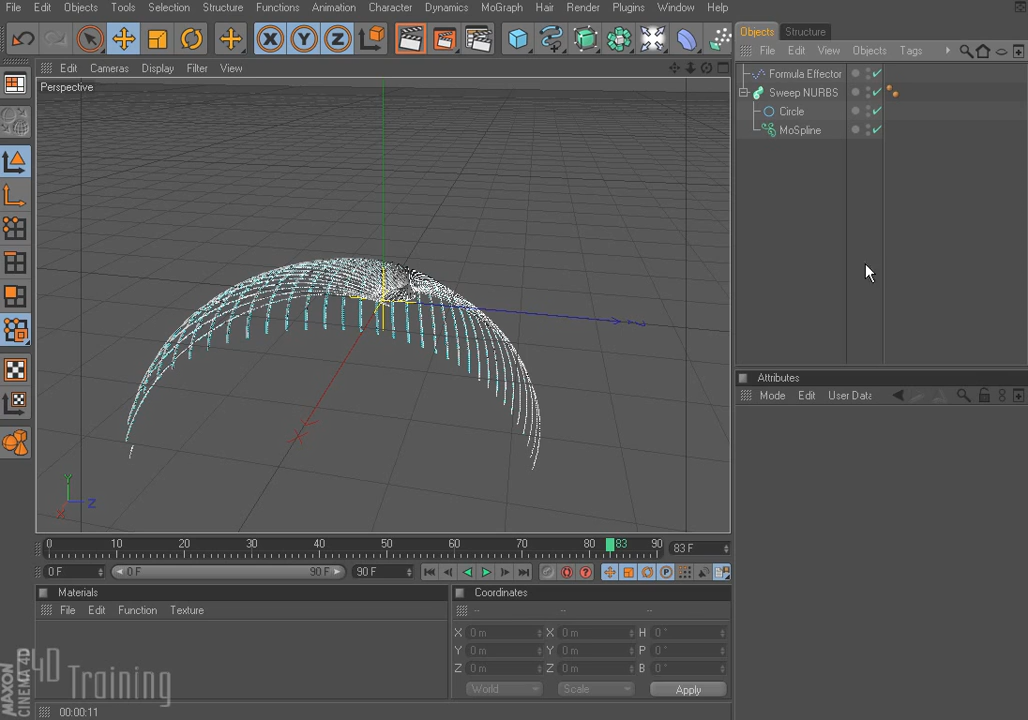 File Edit Objects Tools Selection Structure Functions Animation Character Dynamics MoGraph Hair Render Plugins Window Help
Objects Structure
File Edit View Objects Tags
Edit Cameras Display Filter View
Perspective
Formula Effector
Sweep NURBS
Circle
MoSpline
Attributes
Mode Edit User Data
Y
Z
X
0 10 20 30 40 50 60 70 80 83 90 83 F
0 F 0 F 90 F 90 F
Materials
File Edit Function Texture
Coordinates
-- -- --
X 0 m X 0 m H 0 °
Y 0 m Y 0 m P 0 °
Z 0 m Z 0 m B 0 °
World Scale Apply
MAXON
CINEMA 4D
C4D
Training
00:00:11